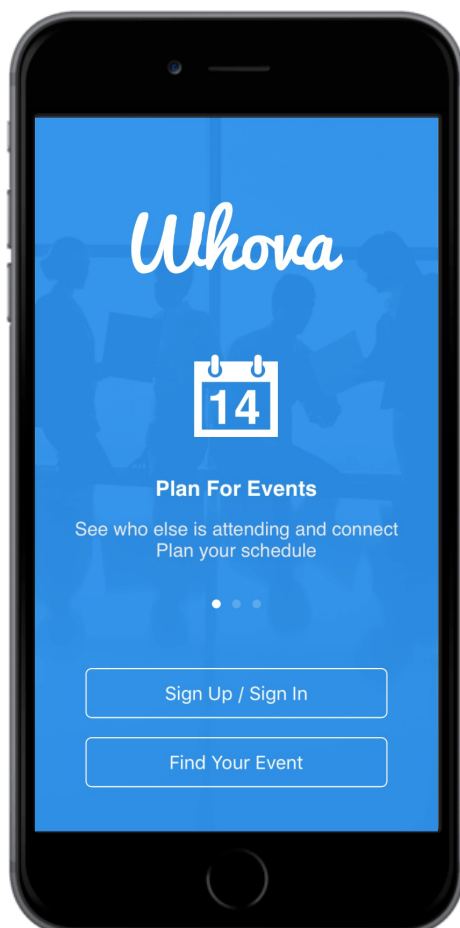 Whova
14
Plan For Events
See who else is attending and connect
Plan your schedule
Sign Up / Sign In
Find Your Event